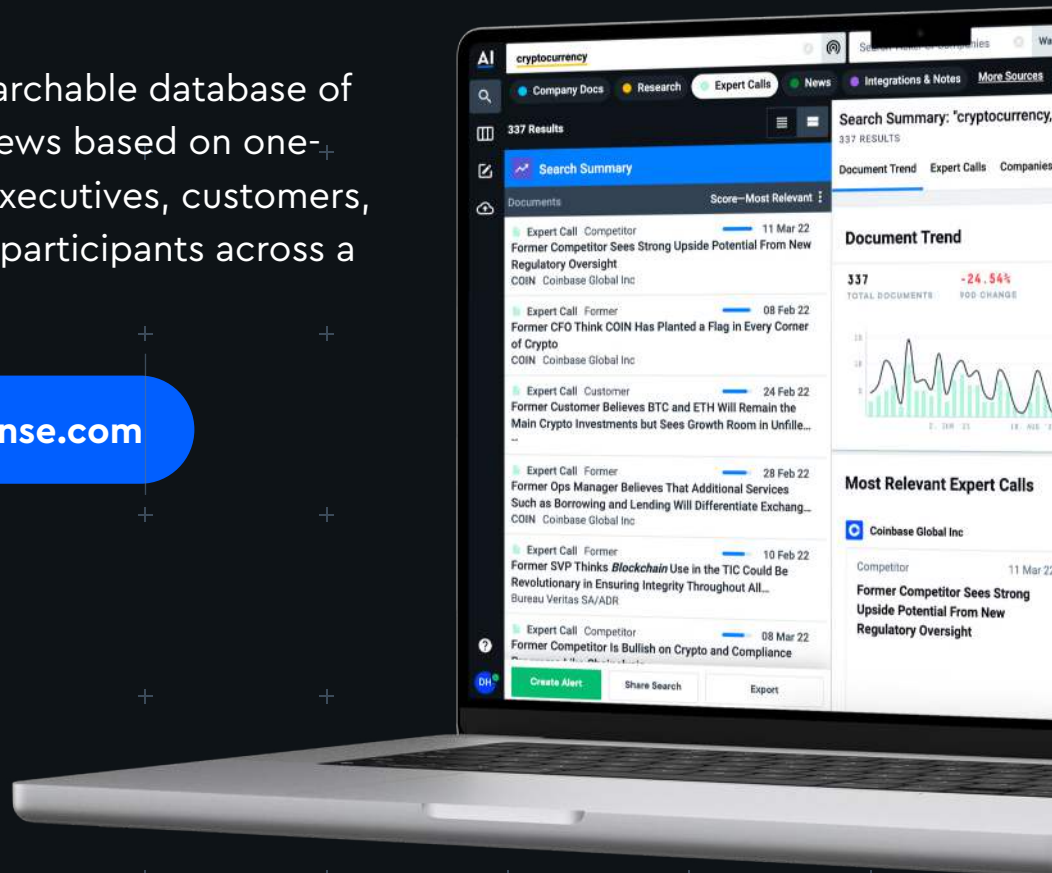 archable database of
ews based on one-
xecutives, customers,
participants across a
nse.com
AI
cryptocurrency
Company Docs
Research
Expert Calls
News
Integrations & Notes
More Sources
337 Results
Search Summary
Documents
Score–Most Relevant
Expert Call Competitor 11 Mar 22
Former Competitor Sees Strong Upside Potential From New
Regulatory Oversight
COIN Coinbase Global Inc
Expert Call Former 08 Feb 22
Former CFO Think COIN Has Planted a Flag in Every Corner
of Crypto
COIN Coinbase Global Inc
Expert Call Customer 24 Feb 22
Former Customer Believes BTC and ETH Will Remain the
Main Crypto Investments but Sees Growth Room in Unfille...
--
Expert Call Former 28 Feb 22
Former Ops Manager Believes That Additional Services
Such as Borrowing and Lending Will Differentiate Exchang...
COIN Coinbase Global Inc
Expert Call Former 10 Feb 22
Former SVP Thinks Blockchain Use in the TIC Could Be
Revolutionary in Ensuring Integrity Throughout All...
Bureau Veritas SA/ADR
Expert Call Competitor 08 Mar 22
Former Competitor Is Bullish on Crypto and Compliance
DH
Create Alert
Share Search
Export
Wa
Search Summary: "cryptocurrency,
337 RESULTS
Document Trend
Expert Calls
Companies
Document Trend
337 -24.54%
TOTAL DOCUMENTS 90D CHANGE
Most Relevant Expert Calls
Coinbase Global Inc
Competitor 11 Mar 22
Former Competitor Sees Strong
Upside Potential From New
Regulatory Oversight